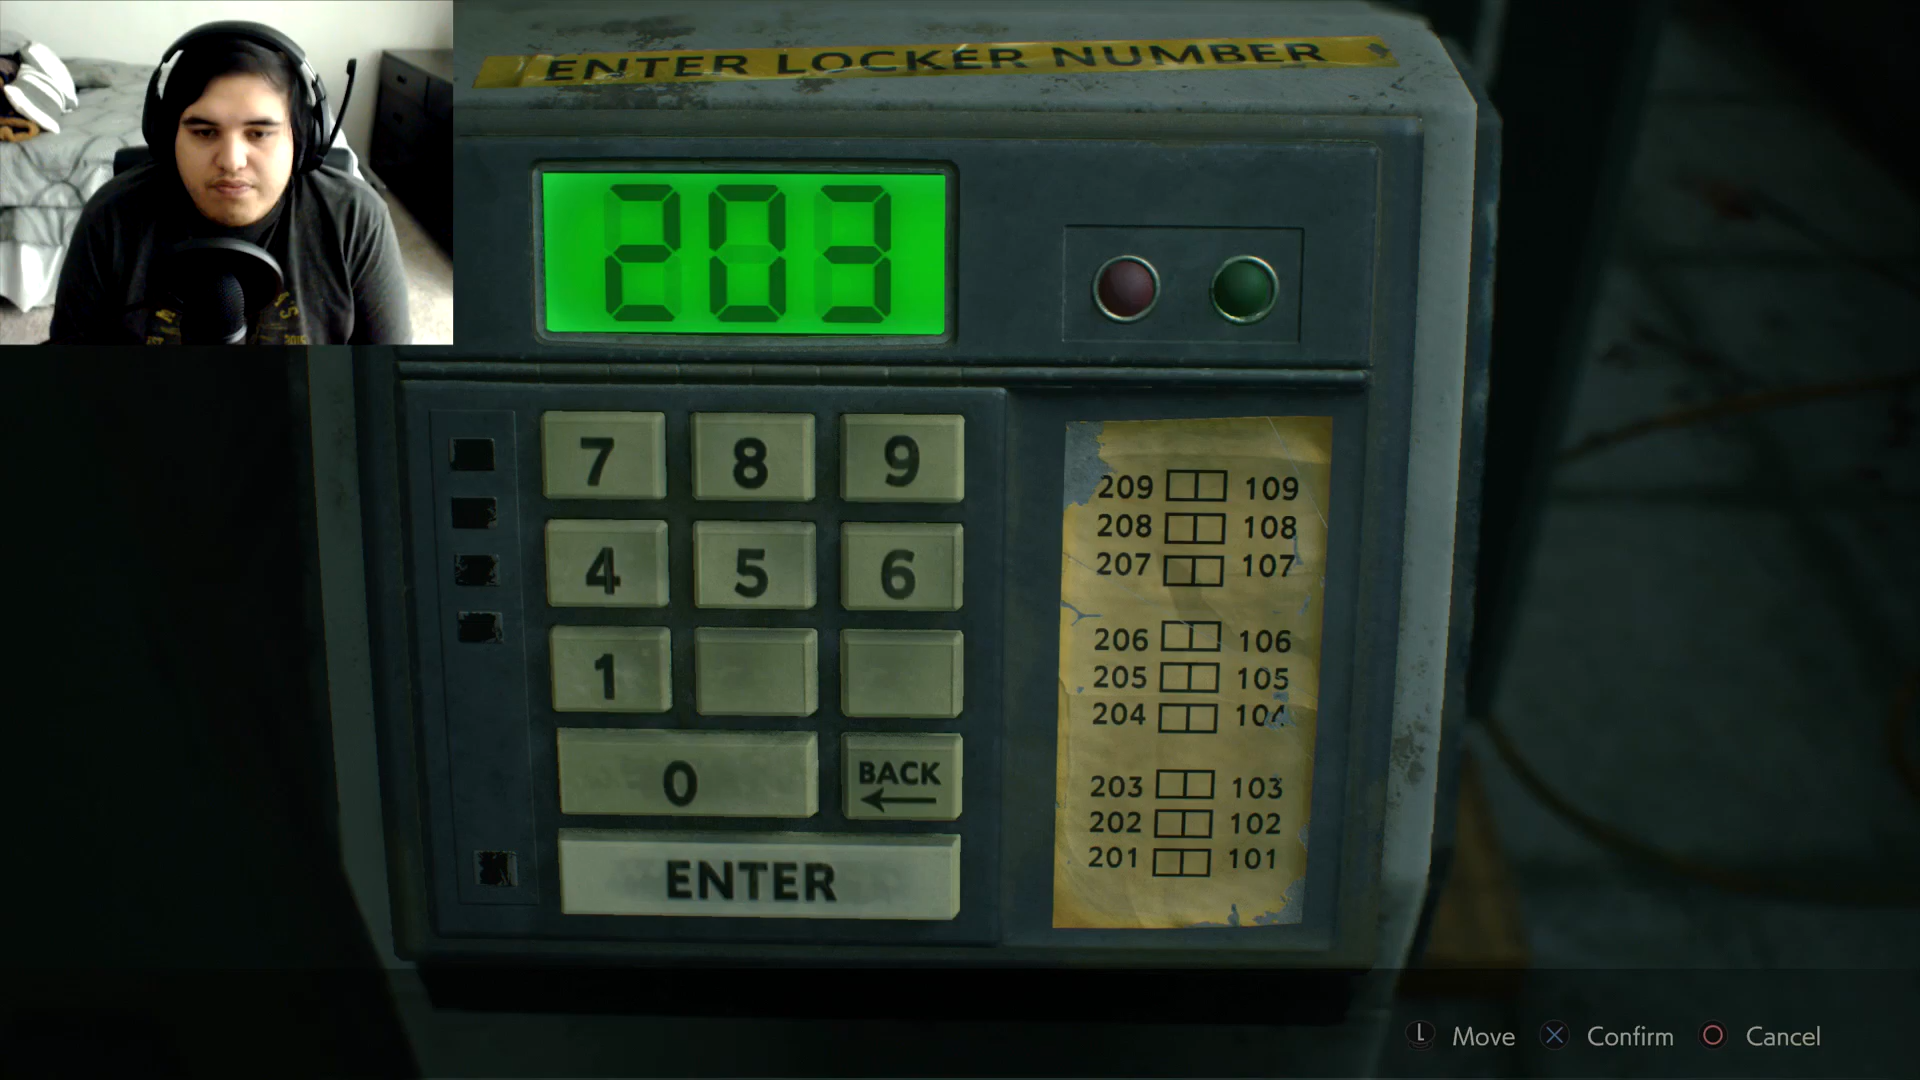 ENTER LOCKER NUMBER
203
7 8 9
4 5 6
1
0 BACK
ENTER
209 109
208 108
207 107
206 106
205 105
204 104
203 103
202 102
201 101
L Move Confirm Cancel